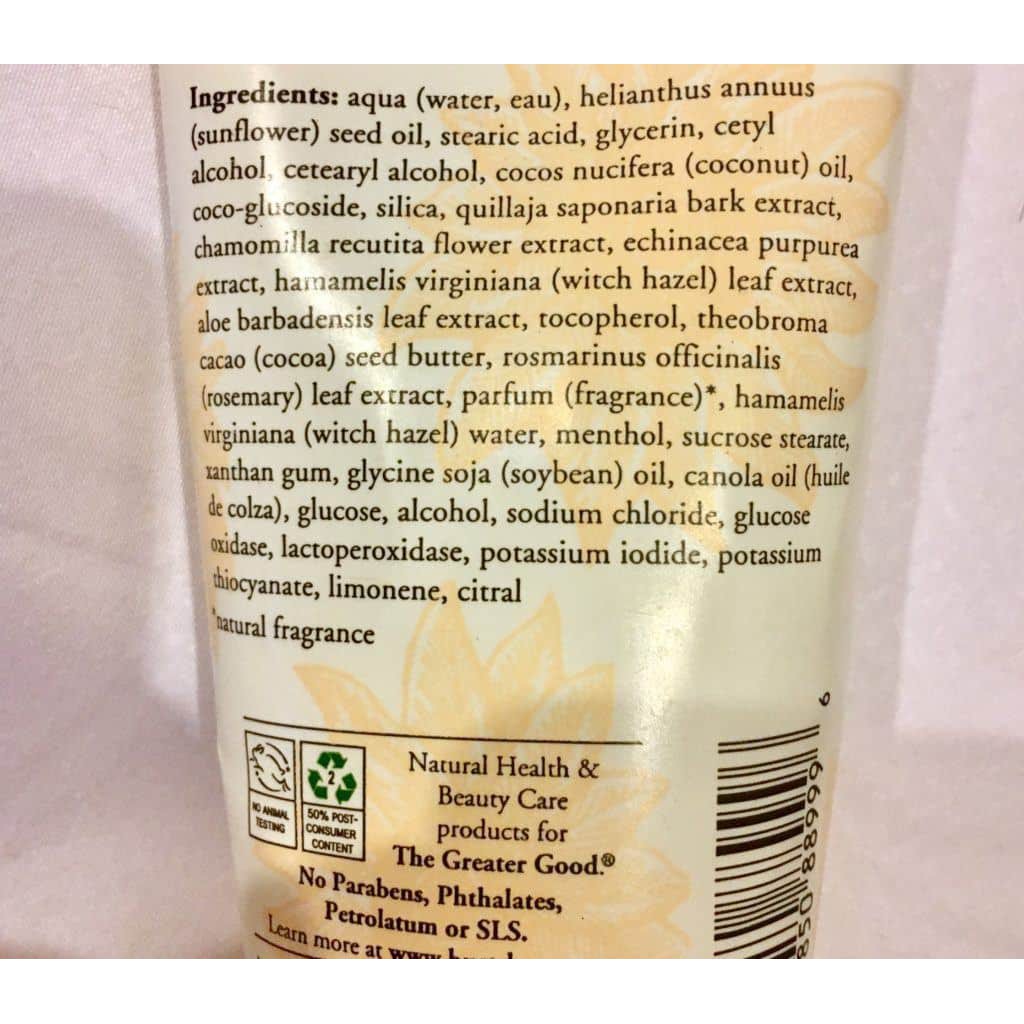 Ingredients: aqua (water, eau), helianthus annuus
(sunflower) seed oil, stearic acid, glycerin, cetyl
alcohol, cetearyl alcohol, cocos nucifera (coconut) oil,
coco-glucoside, silica, quillaja saponaria bark extract,
chamomilla recutita flower extract, echinacea purpurea
extract, hamamelis virginiana (witch hazel) leaf extract,
aloe barbadensis leaf extract, tocopherol, theobroma
cacao (cocoa) seed butter, rosmarinus officinalis
(rosemary) leaf extract, parfum (fragrance)*, hamamelis
virginiana (witch hazel) water, menthol, sucrose stearate,
xanthan gum, glycine soja (soybean) oil, canola oil (huile
de colza), glucose, alcohol, sodium chloride, glucose
oxidase, lactoperoxidase, potassium iodide, potassium
thiocyanate, limonene, citral
*natural fragrance
NO ANIMAL
TESTING
2
50% POST-
CONSUMER
CONTENT
Natural Health &
Beauty Care
products for
The Greater Good.®
No Parabens, Phthalates,
Petrolatum or SLS.
Learn more at
850 88999 6